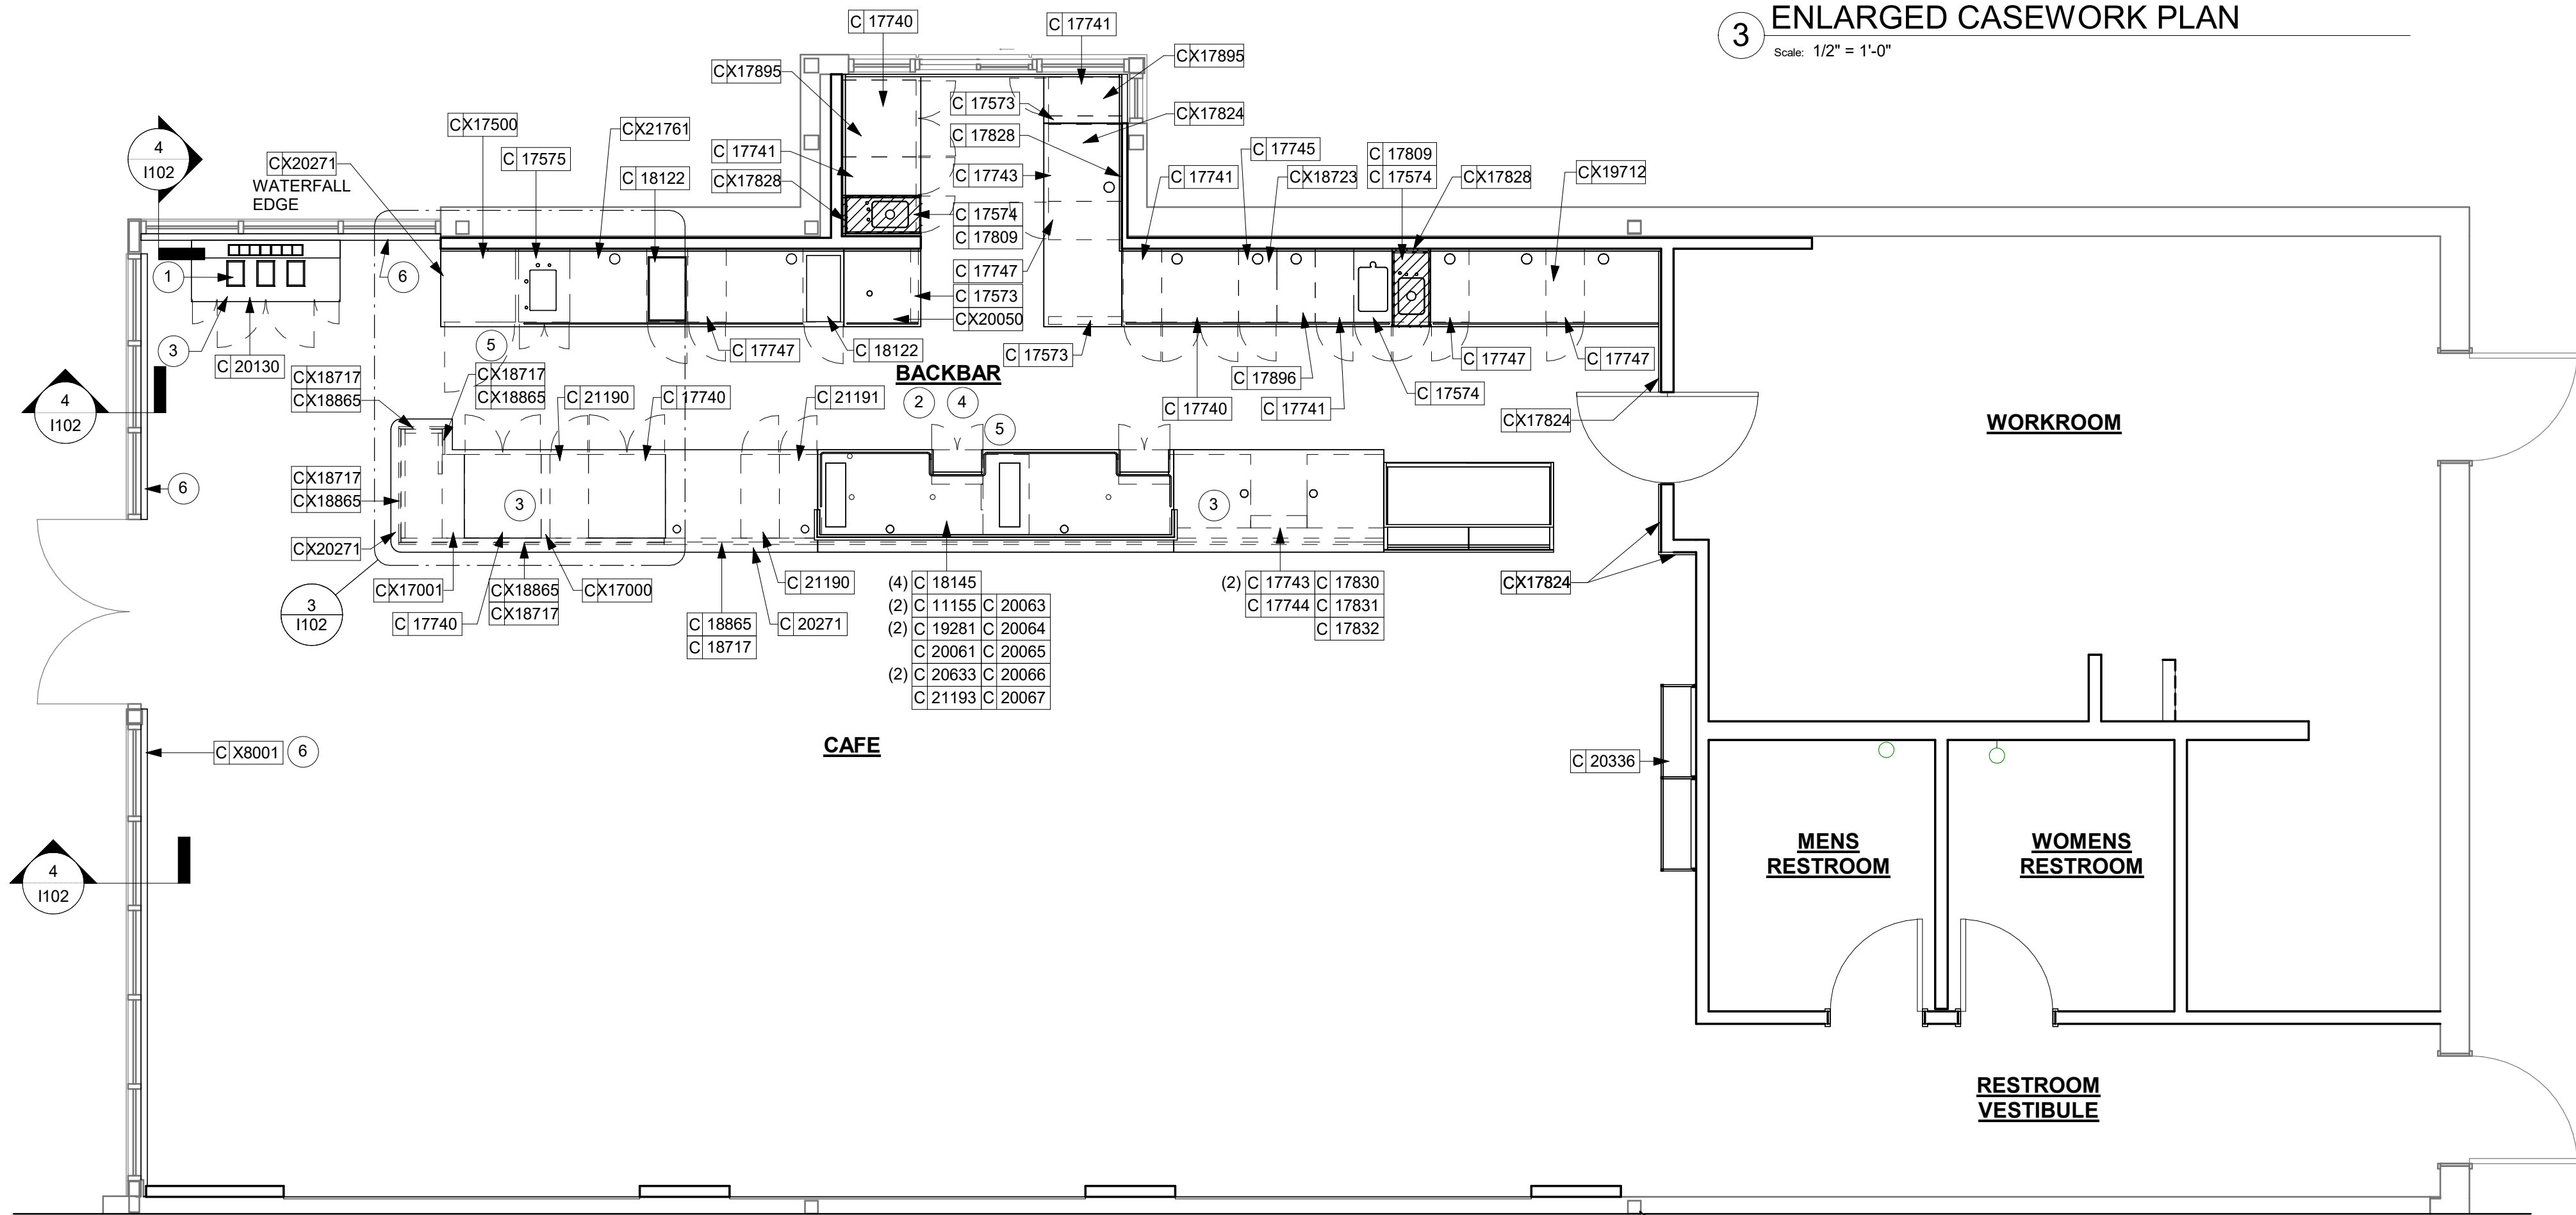 3 ENLARGED CASEWORK PLAN
Scale: 1/2" = 1'-0"
C 17740
C 17741
CX17895
CX17895
C 17573
CX17824
CX17500
CX21761
C 17828
4
I102
CX20271
C 17575
C 17741
C 17745
C 17809
C 17574
CX19712
WATERFALL
EDGE
C 18122
CX17828
C 17743
C 17741
CX18723
CX17828
C 17574
C 17809
1
6
C 17747
C 17573
CX20050
3
5
C 20130
C 17747
C 18122
C 17573
C 17747
C 17747
BACKBAR
CX18717
CX18865
CX18717
CX18865
C 21190
C 17740
C 21191
2
4
5
C 17896
C 17740
C 17741
C 17574
CX17824
WORKROOM
4
I102
CX18717
CX18865
6
3
3
CX20271
CX17001
CX18865
CX18717
CX17000
C 17740
3
I102
C 21190
C 18865
C 18717
C 20271
(4) C 18145
(2) C 11155 C 20063
(2) C 19281 C 20064
C 20061 C 20065
(2) C 20633 C 20066
C 21193 C 20067
(2) C 17743 C 17830
C 17744 C 17831
C 17832
CX17824
C X8001 6
CAFE
C 20336
4
I102
MENS
RESTROOM
WOMENS
RESTROOM
RESTROOM
VESTIBULE